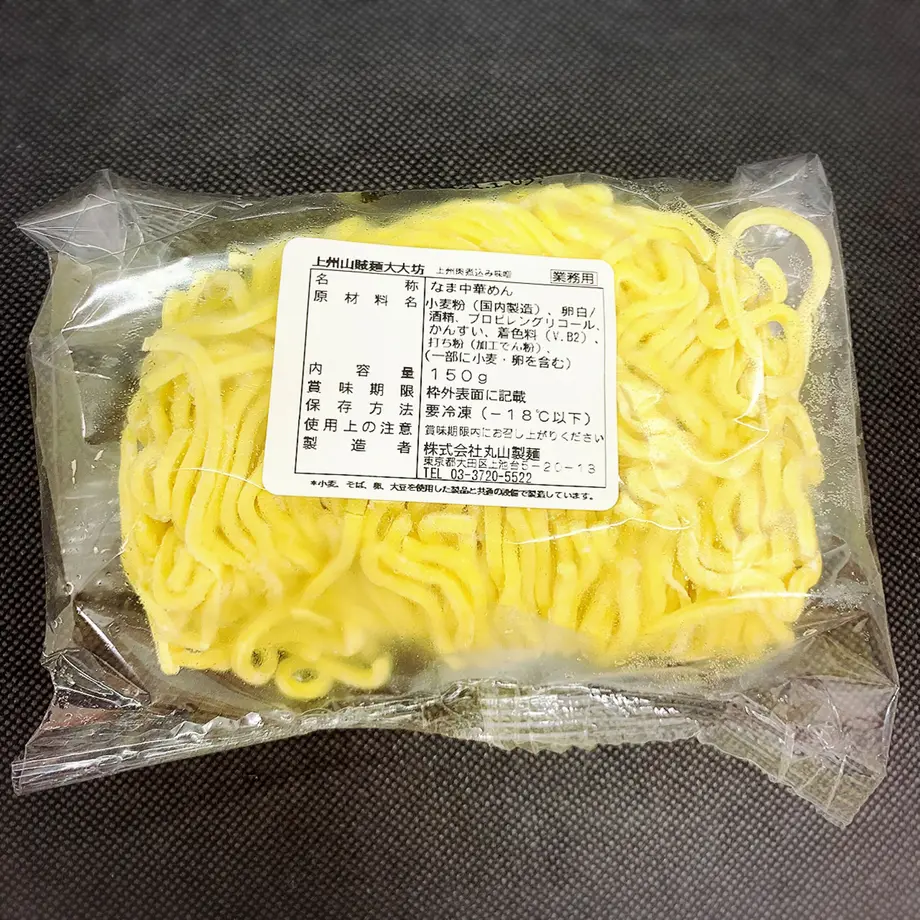 上州山賊麺大大坊 上州肉煮込み味噌 業務用
名称 なま中華めん
原材料名 小麦粉（国内製造）、卵白/
酒精、プロピレングリコール、
かんすい、着色料（V.B2）、
打ち粉（加工でん粉）、
（一部に小麦・卵を含む）
内容量 150g
賞味期限 枠外表面に記載
保存方法 要冷凍（－18℃以下）
使用上の注意 賞味期限内にお召し上がりください
製造者 株式会社丸山製麺
東京都大田区上池台5－20－13
TEL 03-3720-5522
*小麦、そば、卵、大豆を使用した製品と共通の設備で製造しています。